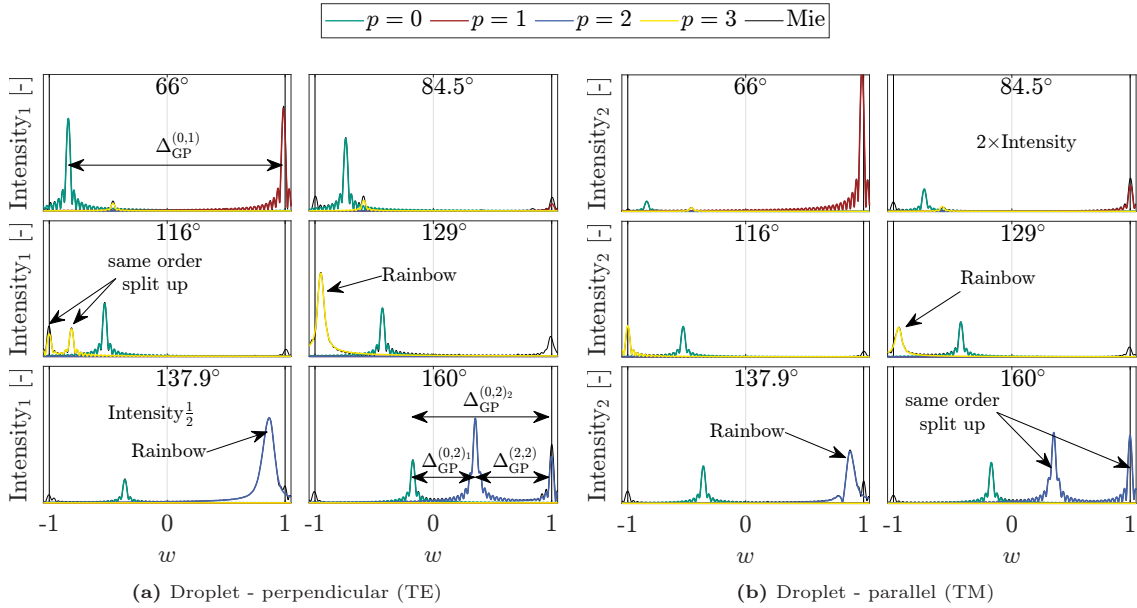 p = 0 p = 1 p = 2 p = 3 Mie
Intensity₁ [-]
66°
Δ_GP^(0,1)
84.5°
Intensity₂ [-]
66°
84.5°
2×Intensity
Intensity₁ [-]
116°
same order
split up
129°
Rainbow
Intensity₂ [-]
116°
129°
Rainbow
Intensity₁ [-]
137.9°
Intensity½
Rainbow
160°
Δ_GP^(0,2)₂
Δ_GP^(0,2)₁
Δ_GP^(2,2)
Intensity₂ [-]
137.9°
Rainbow
160°
same order
split up
-1 0 1 -1 0 1 -1 0 1 -1 0 1
w w w w
(a) Droplet - perpendicular (TE)
(b) Droplet - parallel (TM)